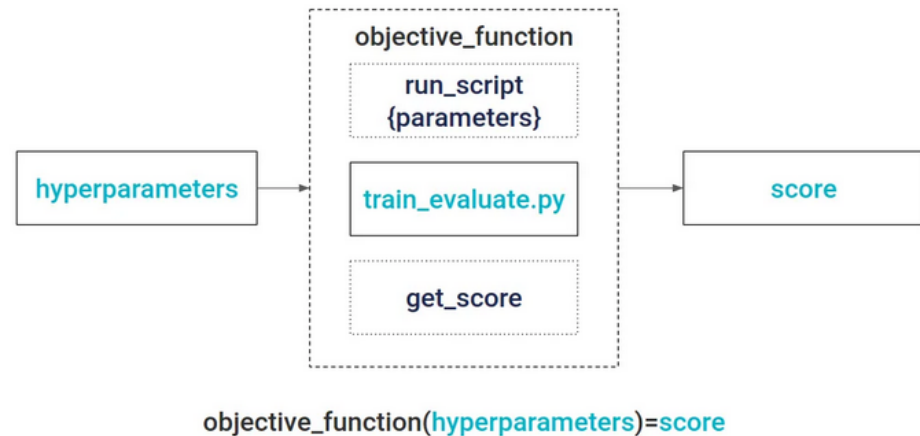 objective_function
run_script
{parameters}
hyperparameters
train_evaluate.py
score
get_score
objective_function(hyperparameters)=score